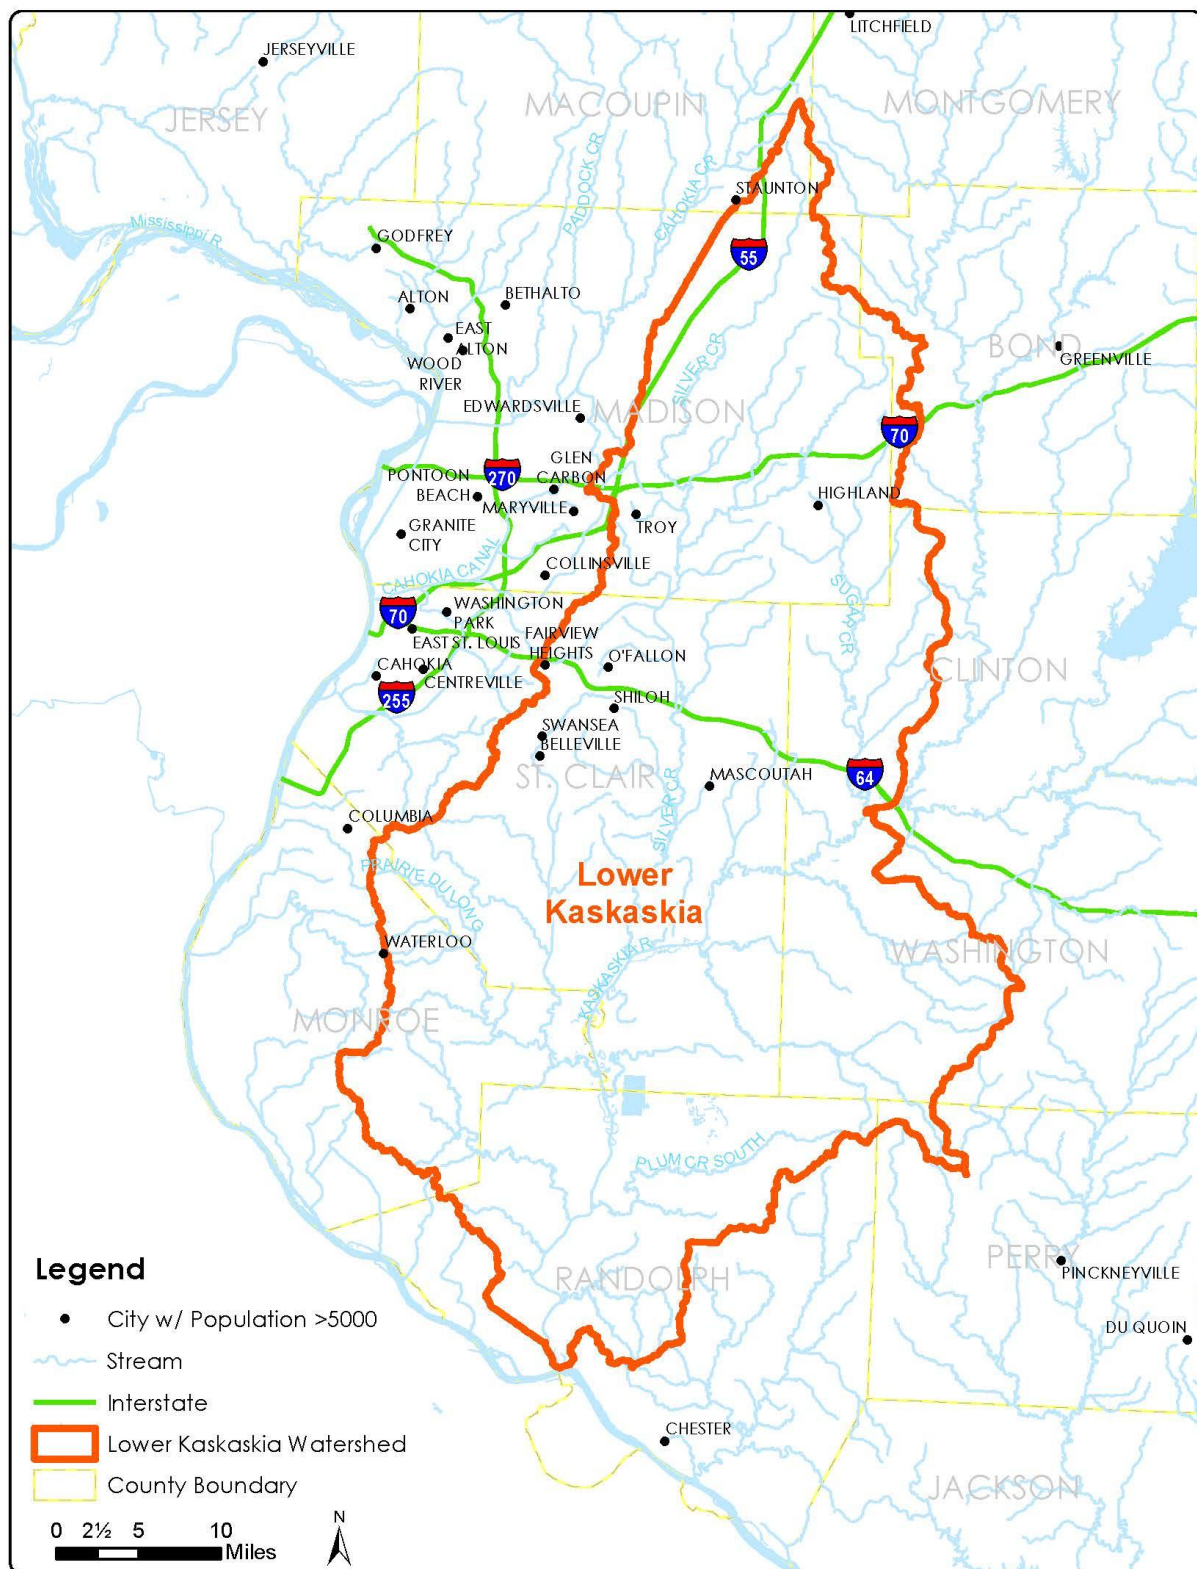 LITCHFIELD
JERSEYVILLE
MACOUPIN
MONTGOMERY
JERSEY
PADDOCK CR
CAHOKIA CR
STAUNTON
Mississippi R
GODFREY
55
ALTON
BETHALTO
EAST
ALTON
WOOD
RIVER
BOND
GREENVILLE
SILVER CR
EDWARDSVILLE
MADISON
70
GLEN
CARBON
PONTOON
BEACH
270
MARYVILLE
HIGHLAND
TROY
GRANITE
CITY
CAHOKIA CANAL
COLLINSVILLE
SUGAR CR
70
WASHINGTON
PARK
EAST ST. LOUIS
FAIRVIEW
HEIGHTS
O'FALLON
CAHOKIA
CENTREVILLE
CLINTON
255
SHILOH
SWANSEA
BELLEVILLE
ST. CLAIR
MASCOUTAH
64
SILVER CR
COLUMBIA
PRAIRIE DU LONG
Lower
Kaskaskia
WATERLOO
WASHINGTON
KASKASKIA R
MONROE
PLUM CR SOUTH
RANDOLPH
PERRY
PINCKNEYVILLE
DU QUOIN
CHESTER
JACKSON
Legend
City w/ Population >5000
Stream
Interstate
Lower Kaskaskia Watershed
County Boundary
0 2½ 5 10
Miles
N